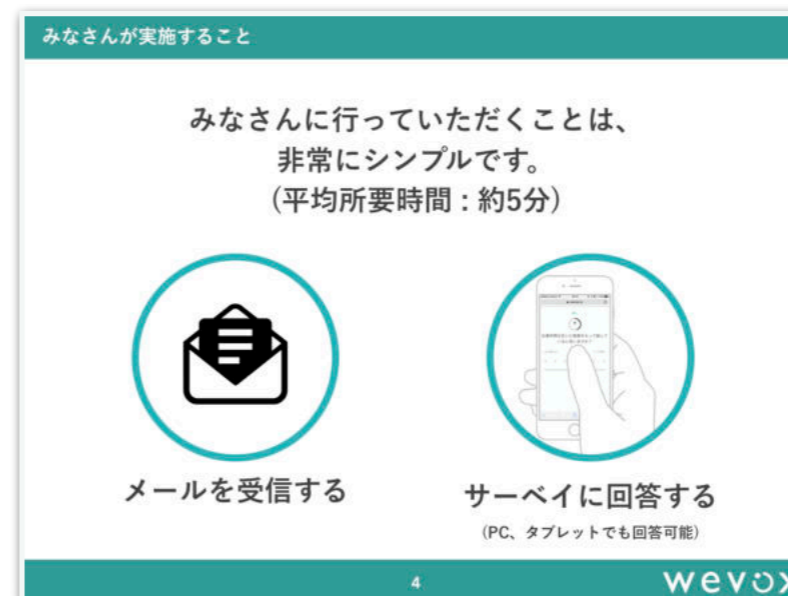 みなさんが実施すること
みなさんに行っていただくことは、
非常にシンプルです。
(平均所要時間：約5分)
メールを受信する
サーベイに回答する
(PC、タブレットでも回答可能)
4
wevox